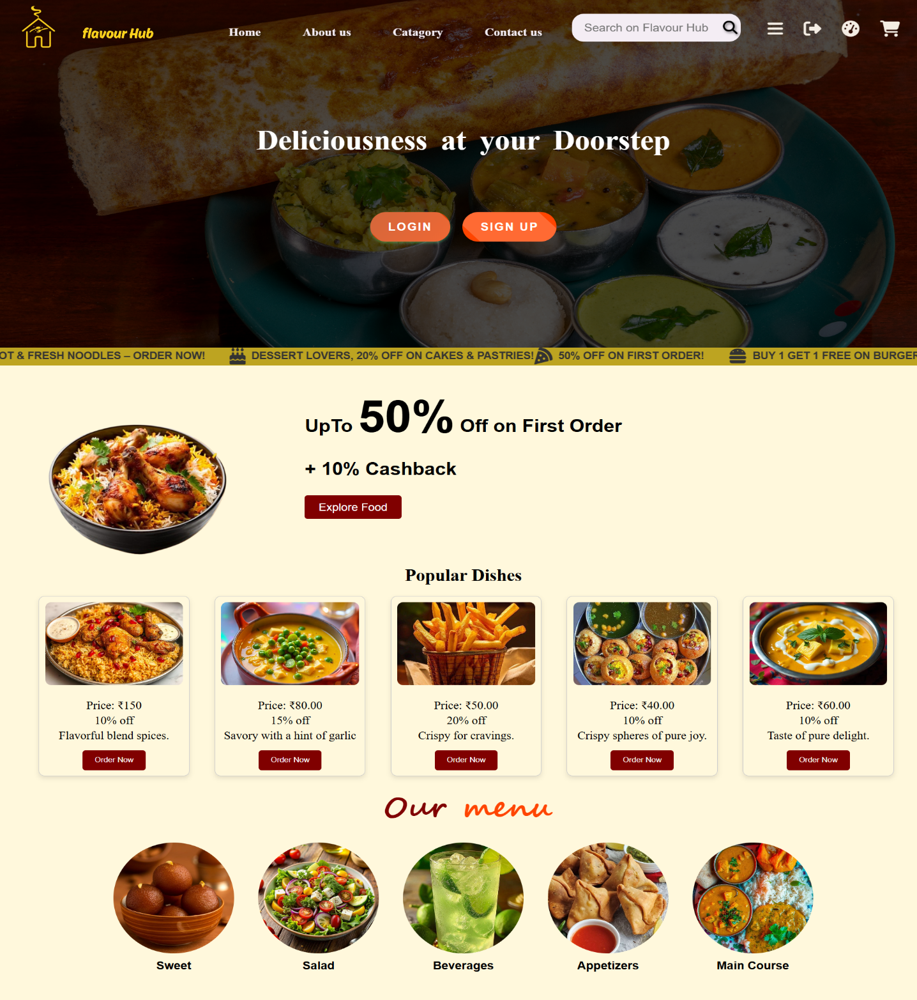 flavour Hub
Home About us Catagory Contact us
Search on Flavour Hub
Deliciousness at your Doorstep
LOGIN SIGN UP
OT & FRESH NOODLES – ORDER NOW! DESSERT LOVERS, 20% OFF ON CAKES & PASTRIES! 50% OFF ON FIRST ORDER! BUY 1 GET 1 FREE ON BURGER
UpTo 50% Off on First Order
+ 10% Cashback
Explore Food
Popular Dishes
Price: ₹150
10% off
Flavorful blend spices.
Order Now
Price: ₹80.00
15% off
Savory with a hint of garlic
Order Now
Price: ₹50.00
20% off
Crispy for cravings.
Order Now
Price: ₹40.00
10% off
Crispy spheres of pure joy.
Order Now
Price: ₹60.00
10% off
Taste of pure delight.
Order Now
Our menu
Sweet
Salad
Beverages
Appetizers
Main Course